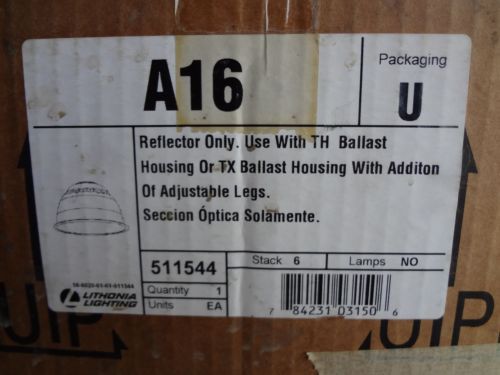 A16
Packaging
U
Reflector Only. Use With TH Ballast
Housing Or TX Ballast Housing With Additon
Of Adjustable Legs.
Seccion Óptica Solamente.
511544
Stack 6
Lamps NO
Quantity 1
Units EA
LITHONIA
LIGHTING
7 84231 03150 6
UIP
UIP